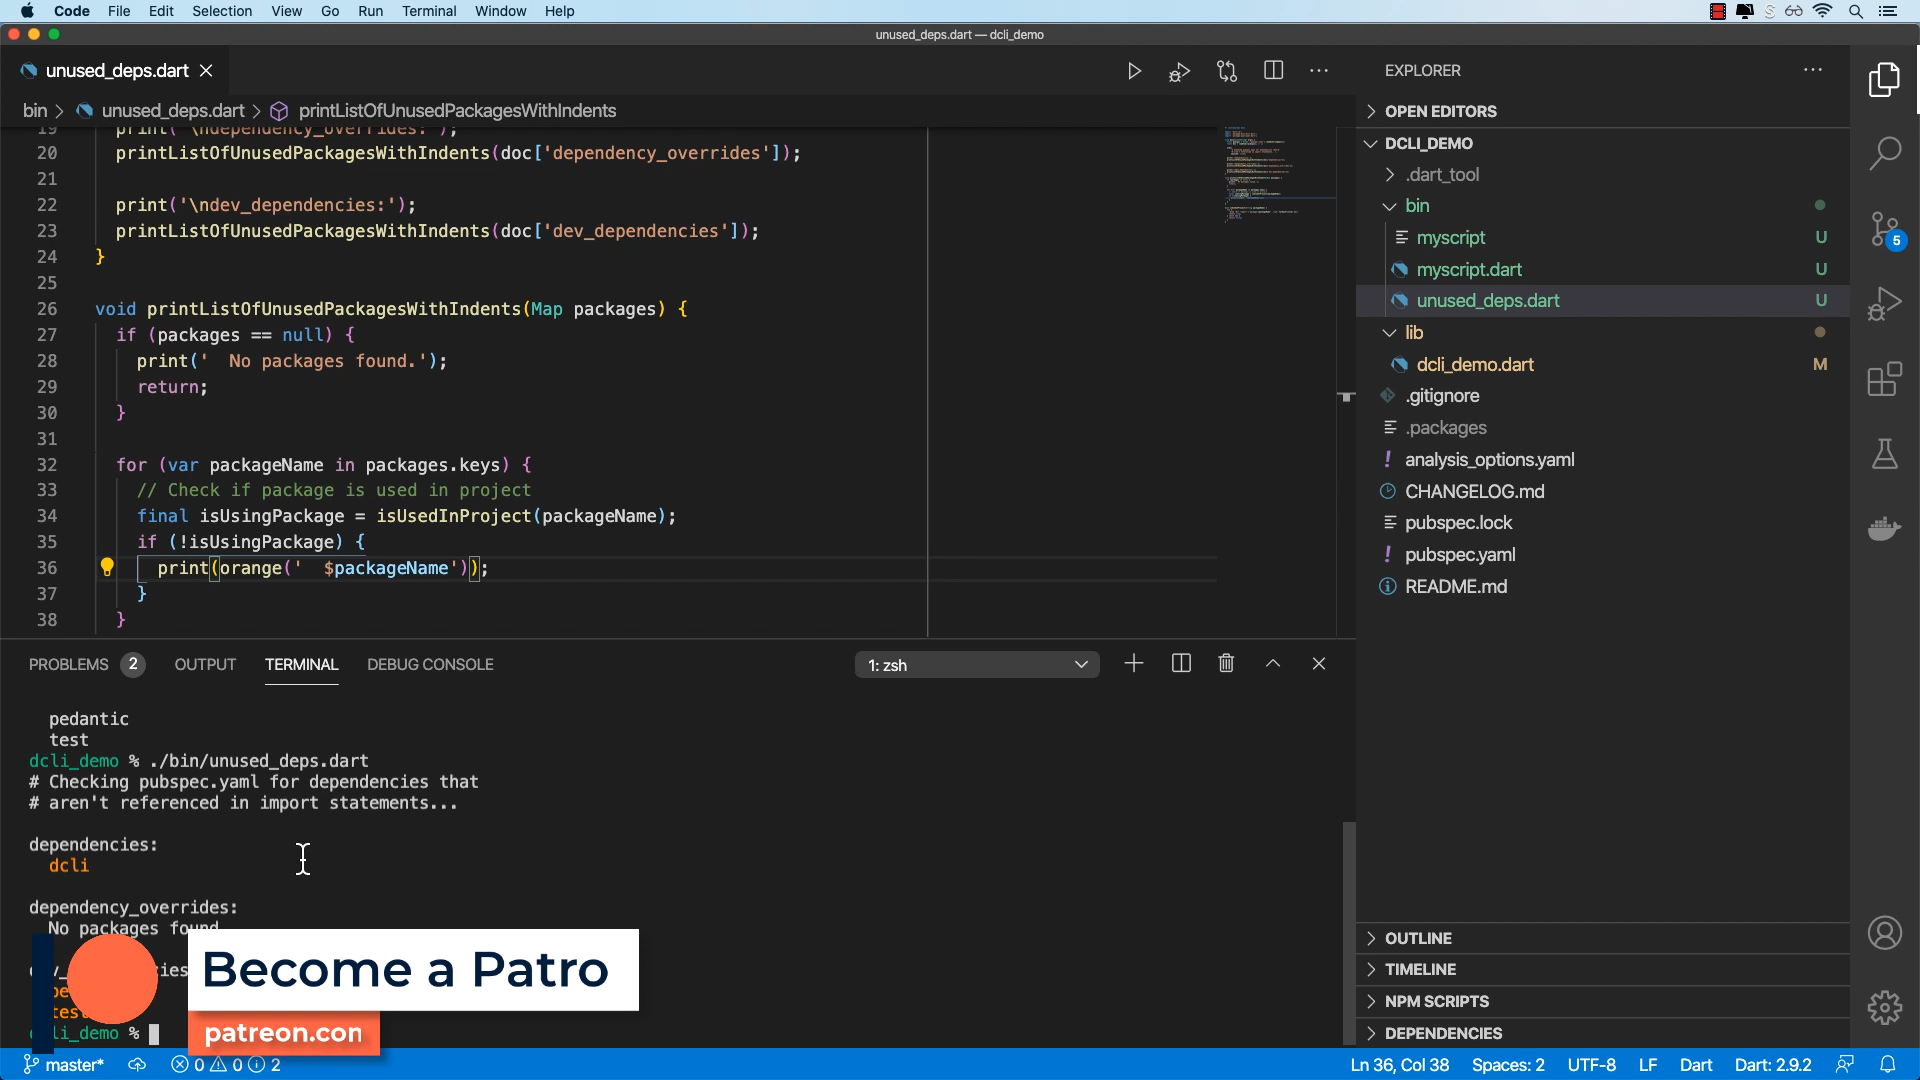 Code File Edit Selection View Go Run Terminal Window Help
unused_deps.dart — dcli_demo
unused_deps.dart
bin > unused_deps.dart > printListOfUnusedPackagesWithIndents
19 print('\ndependency_overrides:');
20 printListOfUnusedPackagesWithIndents(doc['dependency_overrides']);
21
22 print('\ndev_dependencies:');
23 printListOfUnusedPackagesWithIndents(doc['dev_dependencies']);
24 }
25
26 void printListOfUnusedPackagesWithIndents(Map packages) {
27 if (packages == null) {
28 print('  No packages found.');
29 return;
30 }
31
32 for (var packageName in packages.keys) {
33 // Check if package is used in project
34 final isUsingPackage = isUsedInProject(packageName);
35 if (!isUsingPackage) {
36 print(orange('  $packageName'));
37 }
38 }
EXPLORER
OPEN EDITORS
DCLI_DEMO
.dart_tool
bin
myscript U
myscript.dart U
unused_deps.dart U
lib
dcli_demo.dart M
.gitignore
.packages
! analysis_options.yaml
CHANGELOG.md
pubspec.lock
! pubspec.yaml
README.md
OUTLINE
TIMELINE
NPM SCRIPTS
DEPENDENCIES
5
PROBLEMS 2 OUTPUT TERMINAL DEBUG CONSOLE
1: zsh
pedantic
test
dcli_demo % ./bin/unused_deps.dart
# Checking pubspec.yaml for dependencies that
# aren't referenced in import statements...
dependencies:
dcli
dependency_overrides:
No packages found
Become a Patro
patreon.con
dcli_demo %
master* 0 0 2
Ln 36, Col 38 Spaces: 2 UTF-8 LF Dart Dart: 2.9.2